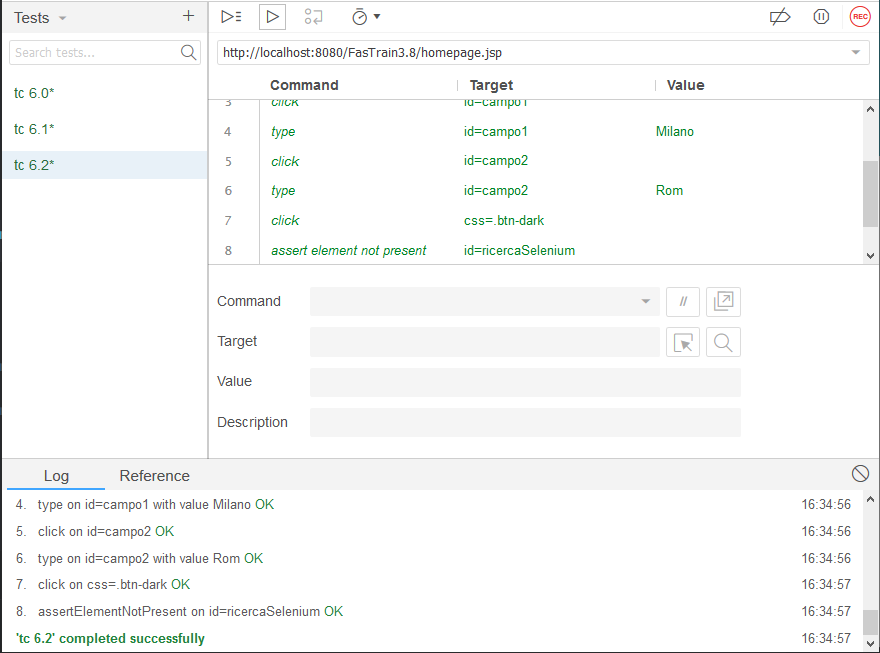 Tests +
REC
Search tests...
http://localhost:8080/FasTrain3.8/homepage.jsp
tc 6.0*
tc 6.1*
tc 6.2*
Command Target Value
3 click id=campo1
4 type id=campo1 Milano
5 click id=campo2
6 type id=campo2 Rom
7 click css=.btn-dark
8 assert element not present id=ricercaSelenium
Command //
Target
Value
Description
Log Reference
4. type on id=campo1 with value Milano OK 16:34:56
5. click on id=campo2 OK 16:34:56
6. type on id=campo2 with value Rom OK 16:34:56
7. click on css=.btn-dark OK 16:34:57
8. assertElementNotPresent on id=ricercaSelenium OK 16:34:57
'tc 6.2' completed successfully 16:34:57